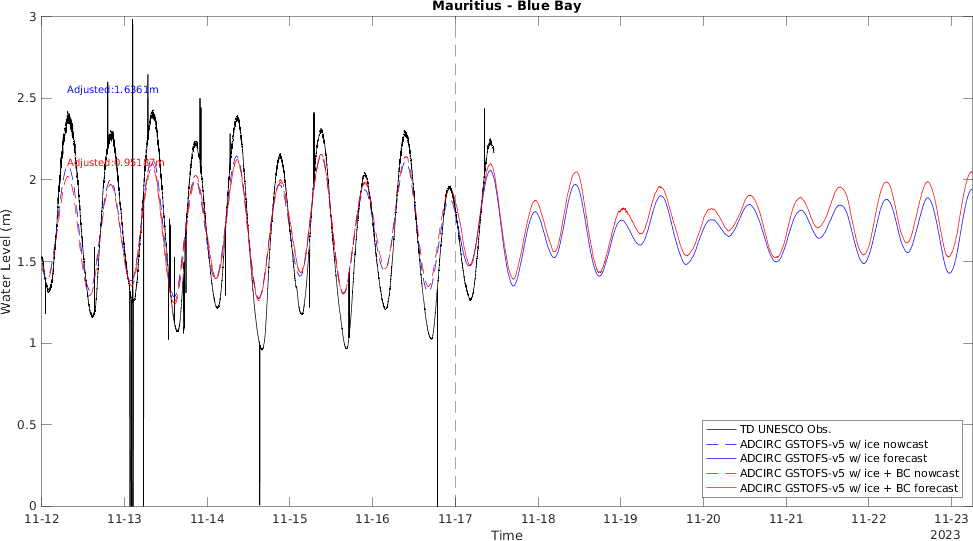 Mauritius - Blue Bay
3
2.5
2
1.5
1
0.5
0
Water Level (m)
Adjusted:1.6361m
Adjusted:0.95187m
TD UNESCO Obs.
ADCIRC GSTOFS-v5 w/ ice nowcast
ADCIRC GSTOFS-v5 w/ ice forecast
ADCIRC GSTOFS-v5 w/ ice + BC nowcast
ADCIRC GSTOFS-v5 w/ ice + BC forecast
11-12 11-13 11-14 11-15 11-16 11-17 11-18 11-19 11-20 11-21 11-22 11-23
Time
2023